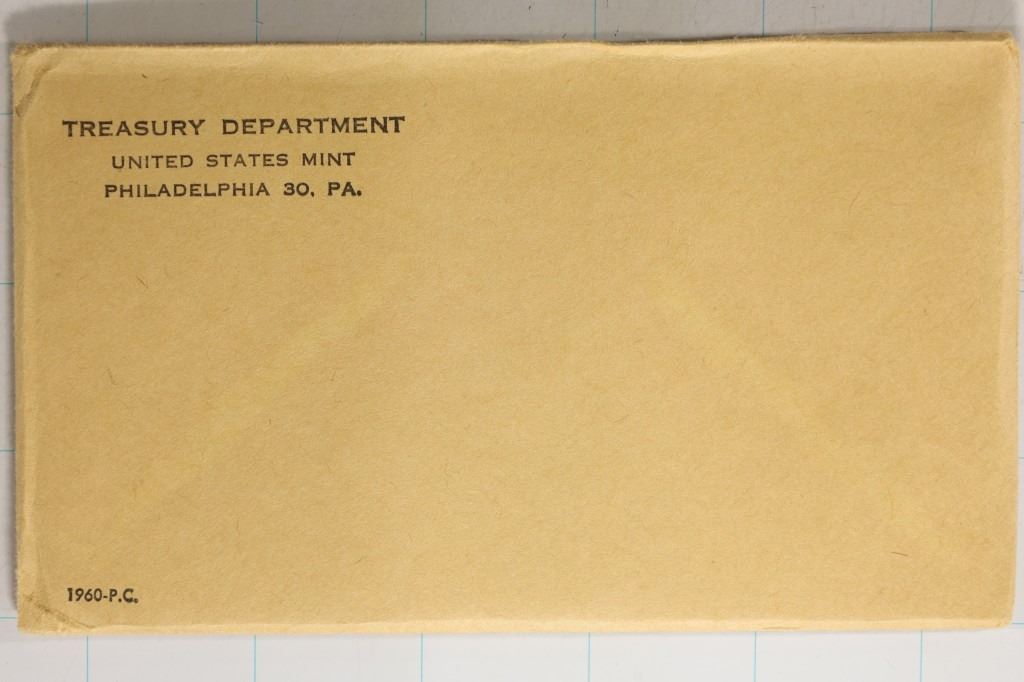 TREASURY DEPARTMENT
UNITED STATES MINT
PHILADELPHIA 30, PA.
1960-P.C.